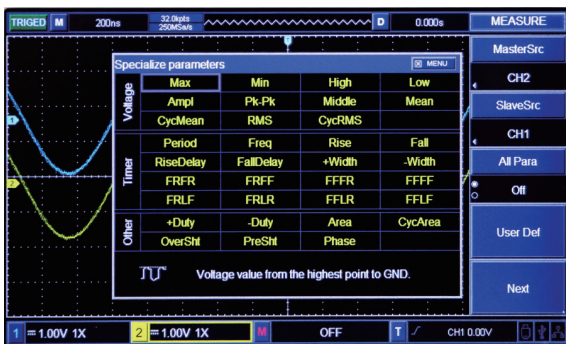 TRIGED M 200ns 32.0kpts 250MSa/s D 0.000s MEASURE
MasterSrc
CH2
SlaveSrc
CH1
All Para
Off
User Def
Next
Specialize parameters MENU
Voltage
Max Min High Low
Ampl Pk-Pk Middle Mean
CycMean RMS CycRMS
Timer
Period Freq Rise Fall
RiseDelay FallDelay +Width -Width
FRFR FRFF FFFR FFFF
FRLF FRLR FFLR FFLF
Other
+Duty -Duty Area CycArea
OverSht PreSht Phase
Voltage value from the highest point to GND.
1
2
1 1.00V 1X 2 1.00V 1X M OFF T CH1 0.00V